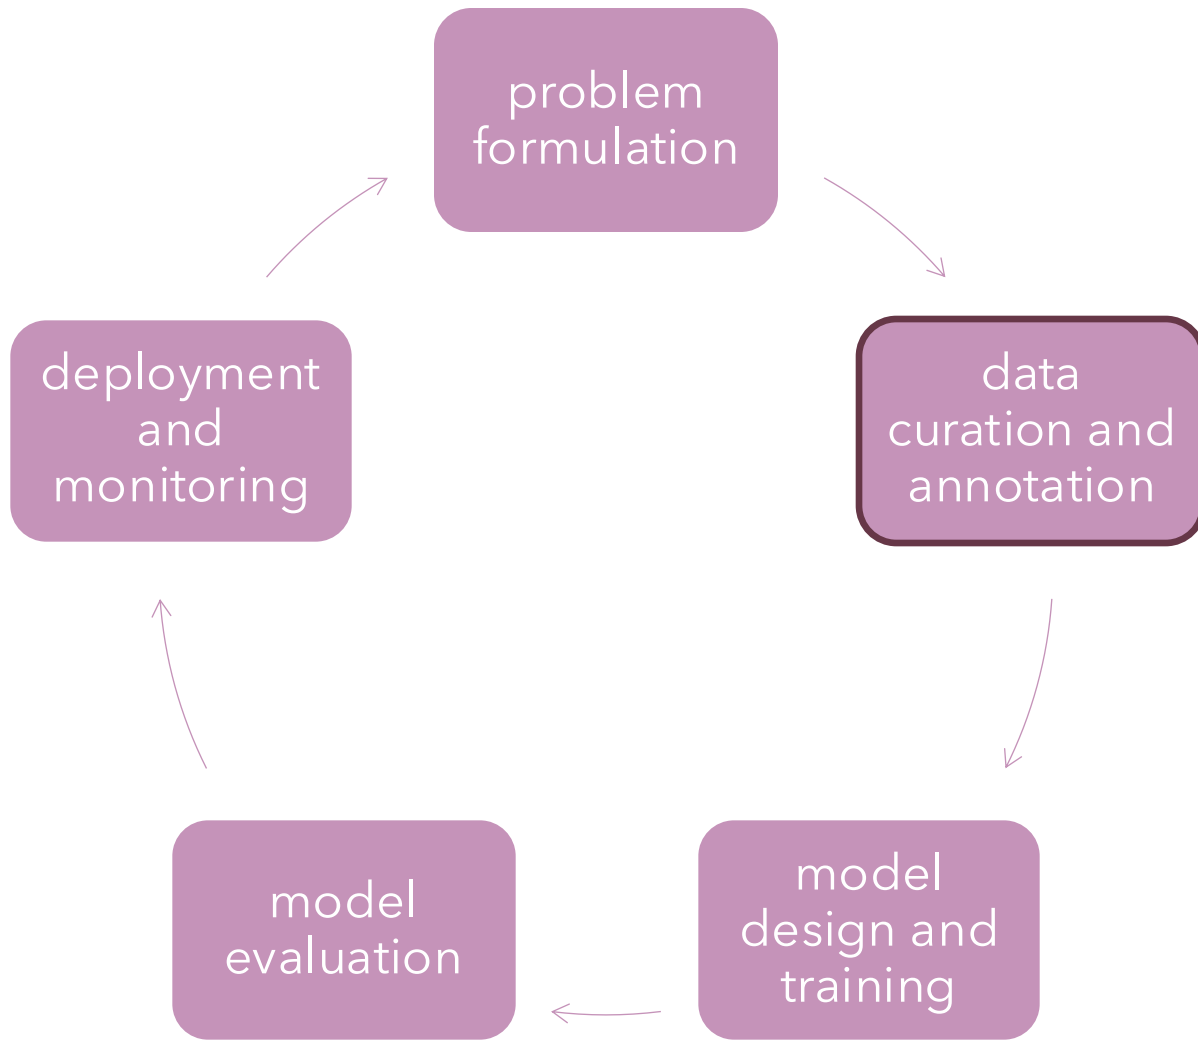 problem
formulation
data
curation and
annotation
model
design and
training
model
evaluation
deployment
and
monitoring